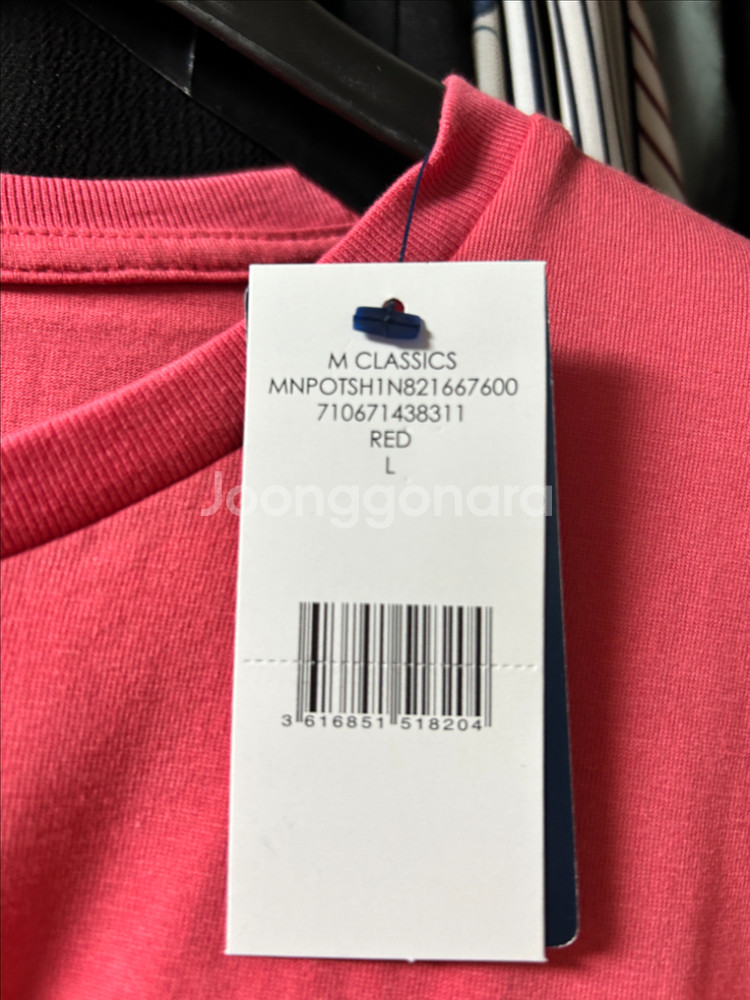 M CLASSICS
MNPOTSH1N821667600
710671438311
RED
L
Joonggonara
3 616851 518204